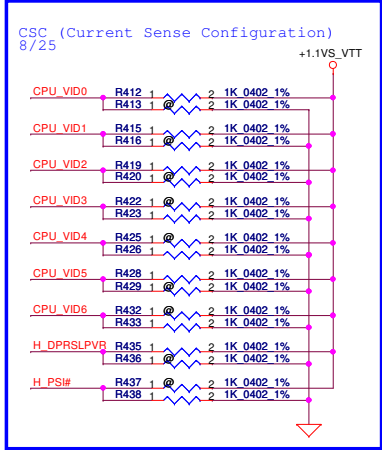 CSC (Current Sense Configuration)
8/25
+1.1VS_VTT
CPU_VID0 R412 1 2 1K_0402_1%
R413 1 @ 2 1K_0402_1%
CPU_VID1 R415 1 2 1K_0402_1%
R416 1 @ 2 1K_0402_1%
CPU_VID2 R419 1 2 1K_0402_1%
R420 1 @ 2 1K_0402_1%
CPU_VID3 R422 1 @ 2 1K_0402_1%
R423 1 2 1K_0402_1%
CPU_VID4 R425 1 @ 2 1K_0402_1%
R426 1 2 1K_0402_1%
CPU_VID5 R428 1 2 1K_0402_1%
R429 1 @ 2 1K_0402_1%
CPU_VID6 R432 1 @ 2 1K_0402_1%
R433 1 2 1K_0402_1%
H_DPRSLPVR R435 1 2 1K_0402_1%
R436 1 @ 2 1K_0402_1%
H_PSI# R437 1 @ 2 1K_0402_1%
R438 1 2 1K_0402_1%